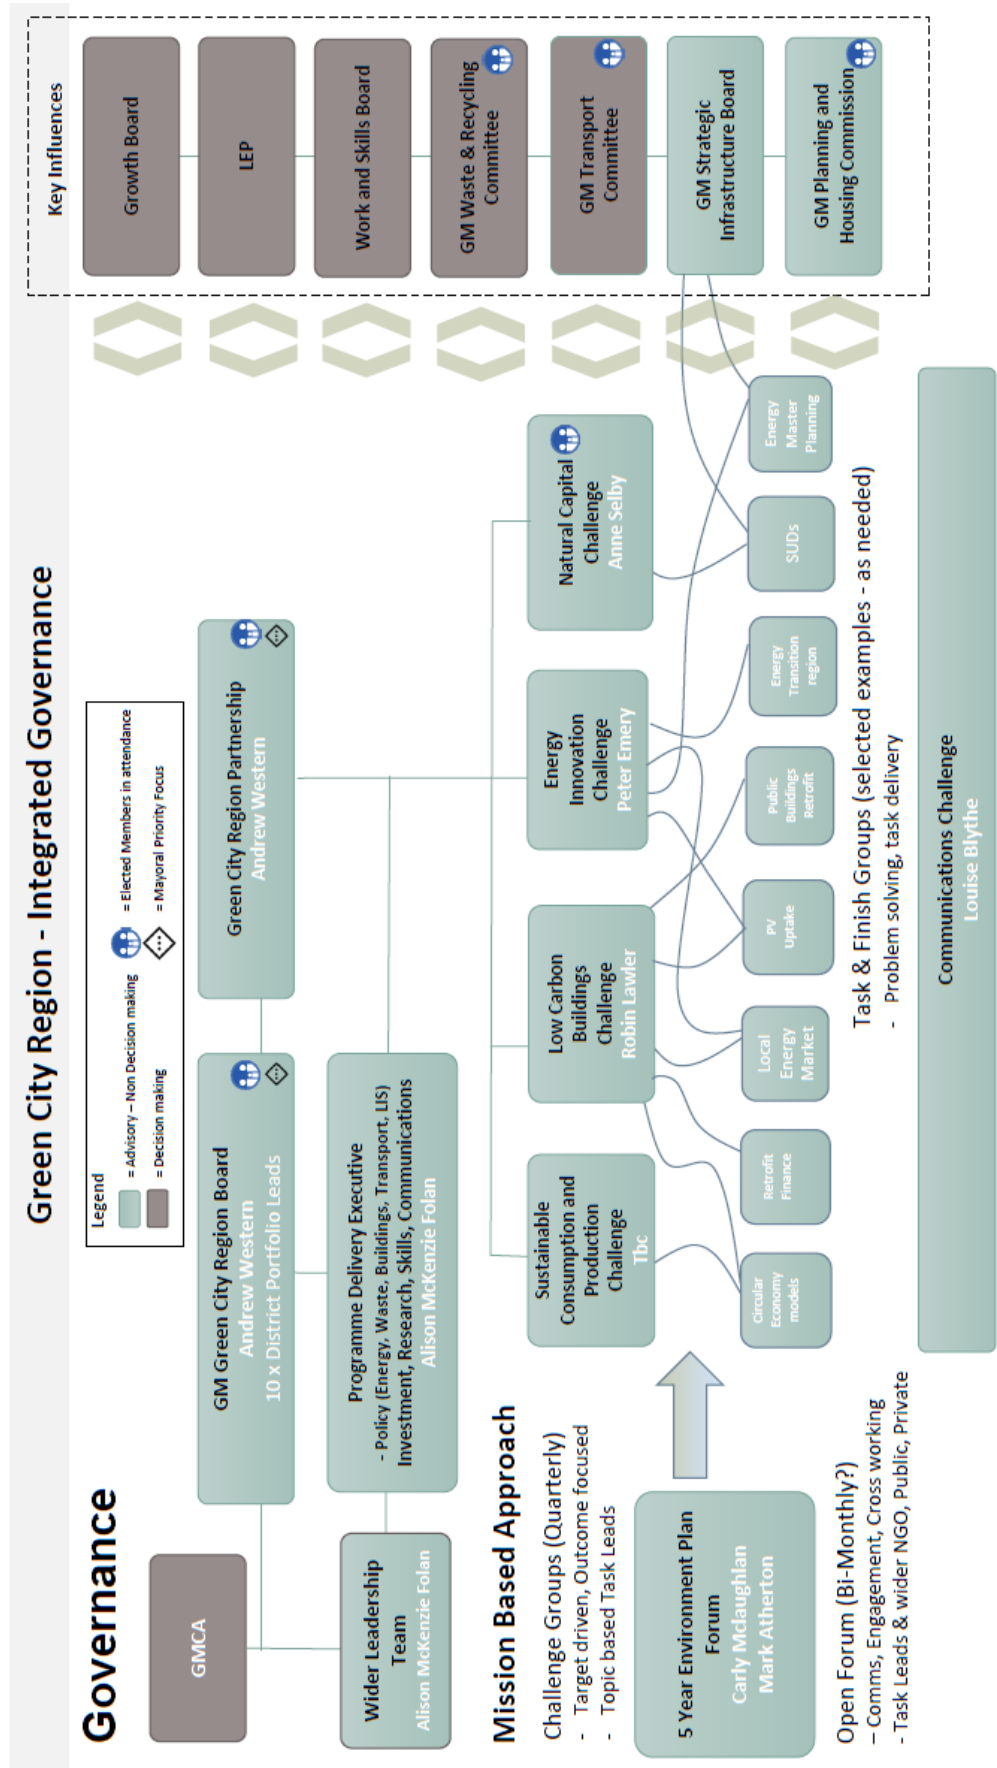 Green City Region - Integrated Governance
Governance
Legend
= Advisory – Non Decision making
= Decision making
= Elected Members in attendance
= Mayoral Priority Focus
GMCA
GM Green City Region Board
Andrew Western
10 x District Portfolio Leads
Green City Region Partnership
Andrew Western
Wider Leadership
Team
Alison McKenzie Folan
Programme Delivery Executive
- Policy (Energy, Waste, Buildings, Transport, LIS)
Investment, Research, Skills, Communications
Alison McKenzie Folan
Key Influences
Growth Board
LEP
Work and Skills Board
GM Waste & Recycling
Committee
GM Transport
Committee
GM Strategic
Infrastructure Board
GM Planning and
Housing Commission
Mission Based Approach
Challenge Groups (Quarterly)
- Target driven, Outcome focused
- Topic based Task Leads
Sustainable
Consumption and
Production
Challenge
Tbc
Low Carbon
Buildings
Challenge
Robin Lawler
Energy
Innovation
Challenge
Peter Emery
Natural Capital
Challenge
Anne Selby
5 Year Environment Plan
Forum
Carly Mclaughlan
Mark Atherton
Circular
Economy
models
Retrofit
Finance
Local
Energy
Market
PV
Uptake
Public
Buildings
Retrofit
Energy
Transition
region
SUDs
Energy
Master
Planning
Open Forum (Bi-Monthly?)
– Comms, Engagement, Cross working
- Task Leads & wider NGO, Public, Private
Task & Finish Groups (selected examples - as needed)
- Problem solving, task delivery
Communications Challenge
Louise Blythe